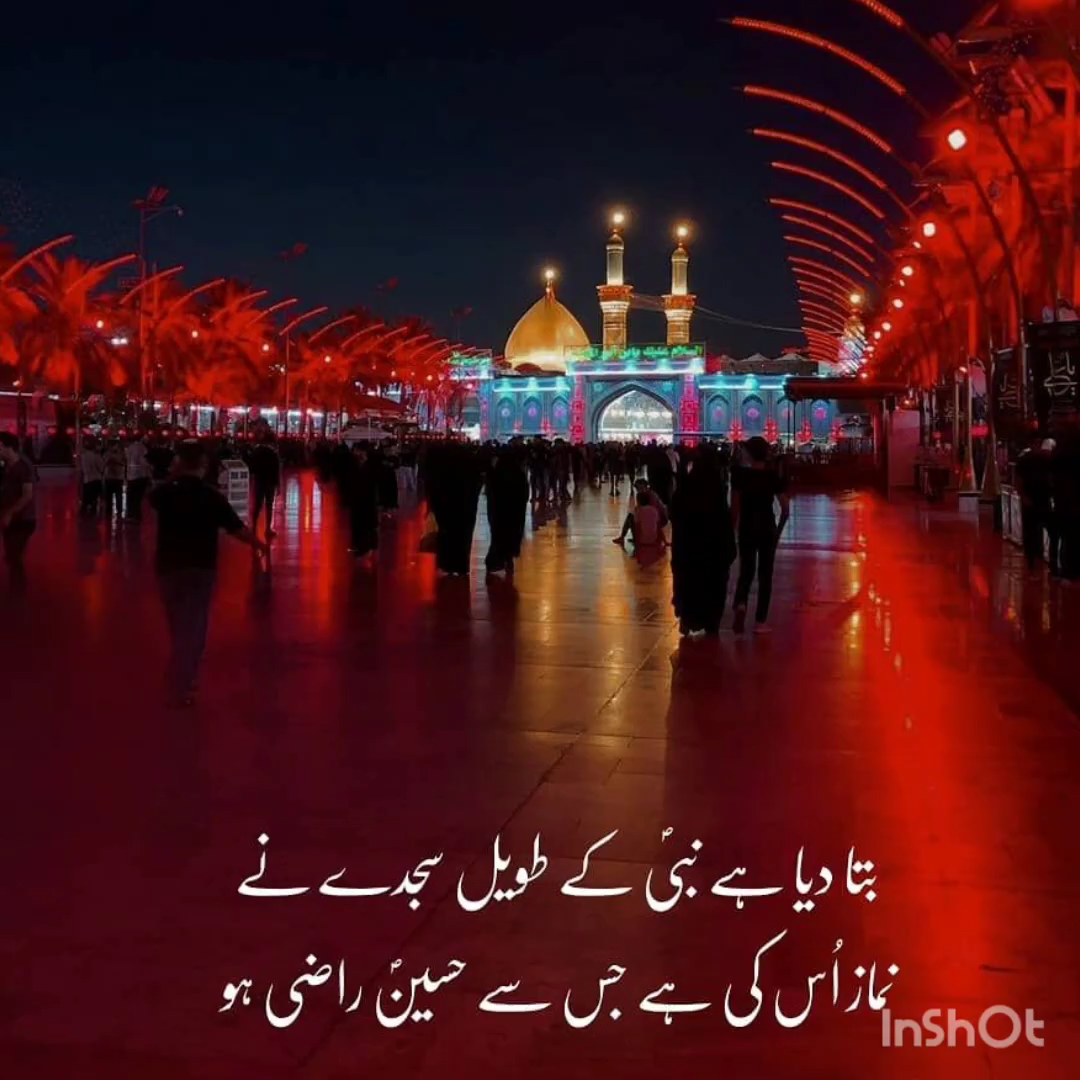 بتا دیا ہے نبیؐ کے طویل سجدے نے
نماز اُس کی ہے جس سے حسینؑ راضی ہو
InShOt